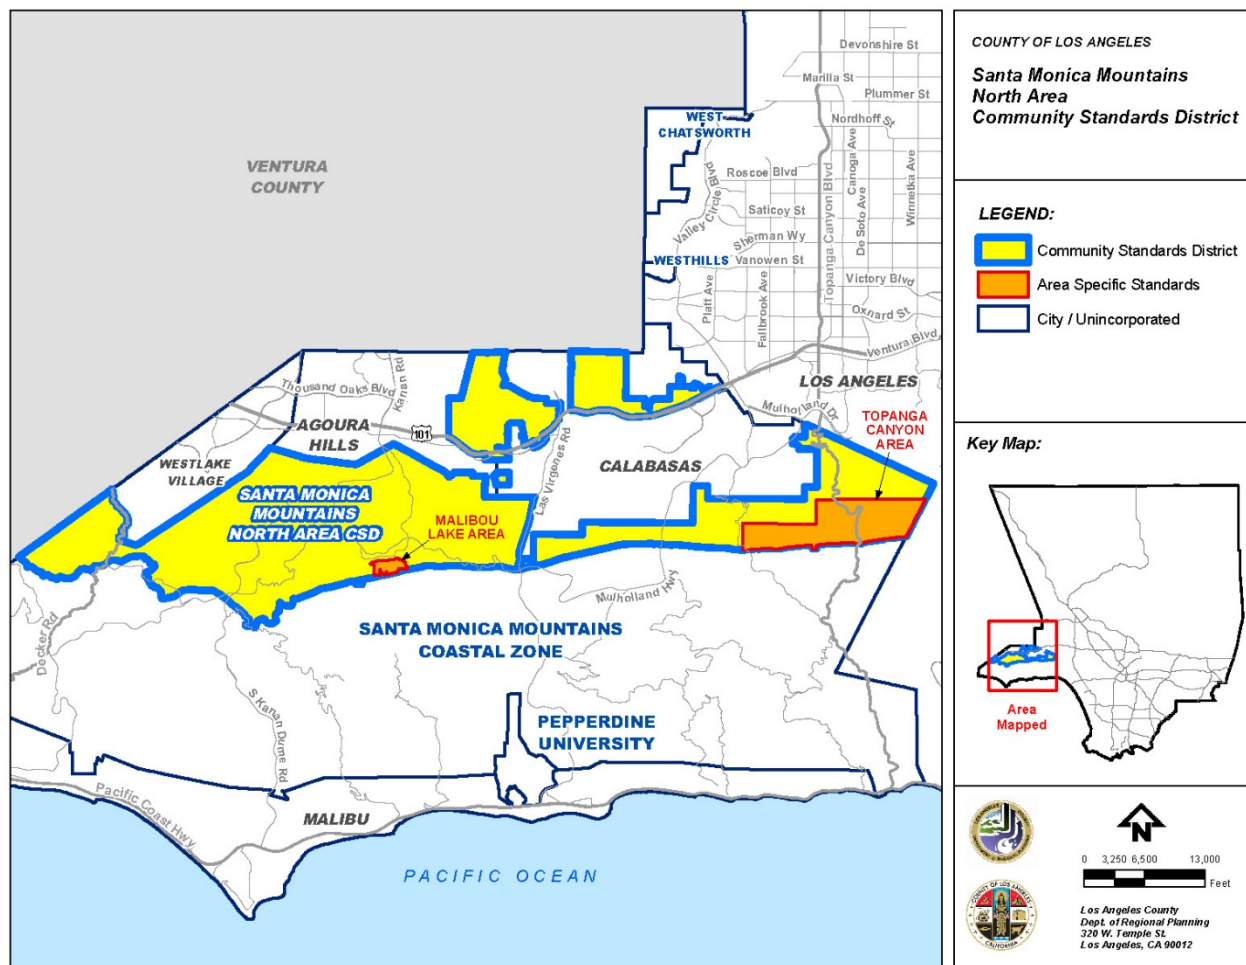 COUNTY OF LOS ANGELES
Santa Monica Mountains
North Area
Community Standards District
LEGEND:
Community Standards District
Area Specific Standards
City / Unincorporated
Key Map:
Area
Mapped
N
0 3,250 6,500 13,000
Feet
Los Angeles County
Dept. of Regional Planning
320 W. Temple St.
Los Angeles, CA 90012
VENTURA
COUNTY
WEST
CHATSWORTH
WESTHILLS
Devonshire St
Marilla St
Plummer St
Nordhoff St
Roscoe Blvd
Saticoy St
Sherman Wy
Vanowen St
Victory Blvd
Oxnard St
Ventura Blvd
Valley Circle Blvd
Topanga Canyon Blvd
Canoga Ave
De Soto Ave
Winnetka Ave
Platt Ave
Fallbrook Ave
LOS ANGELES
Mulholland Dr
TOPANGA
CANYON
AREA
Thousand Oaks Blvd
Kanan Rd
AGOURA
HILLS
101
WESTLAKE
VILLAGE
Las Virgenes Rd
CALABASAS
SANTA MONICA
MOUNTAINS
NORTH AREA CSD
MALIBOU
LAKE AREA
Mulholland Hwy
Decker Rd
SANTA MONICA MOUNTAINS
COASTAL ZONE
S Kanan Dume Rd
PEPPERDINE
UNIVERSITY
Pacific Coast Hwy
MALIBU
PACIFIC OCEAN